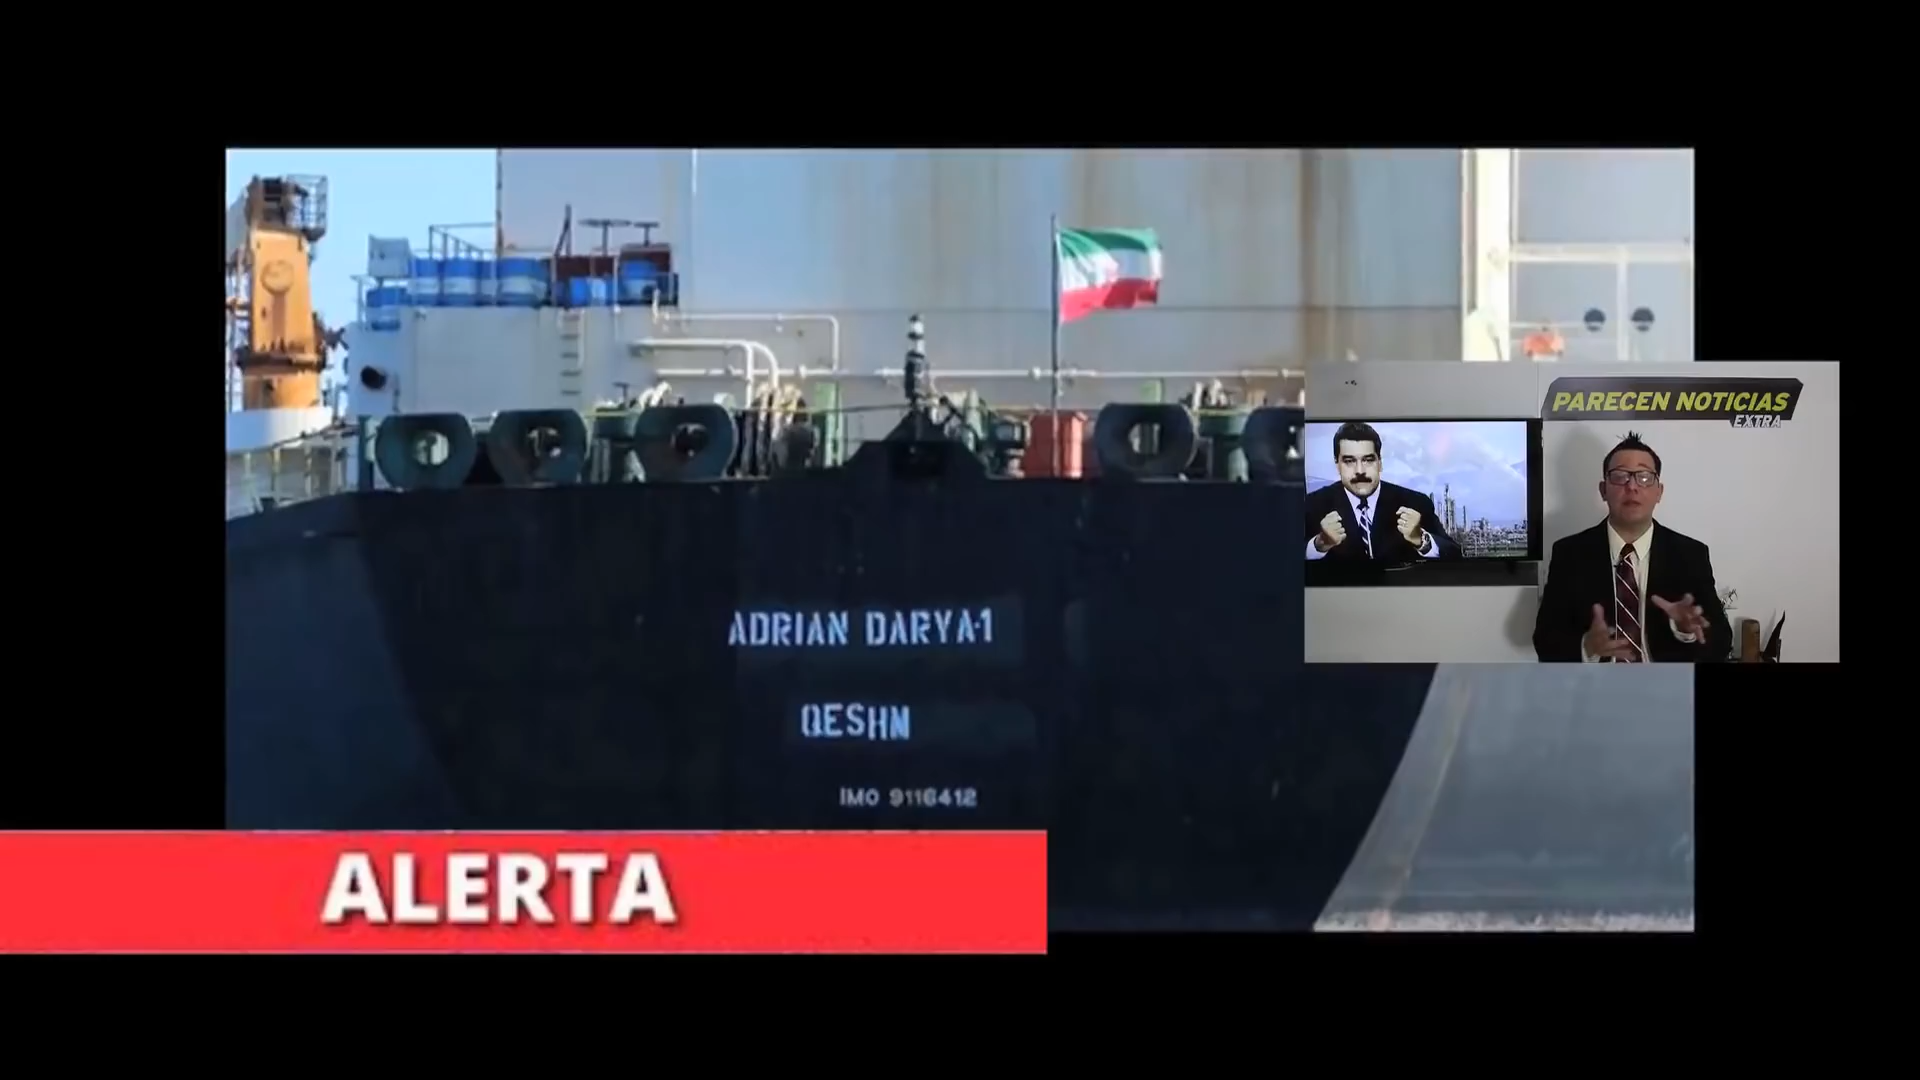 PARECEN NOTICIAS
EXTRA
ADRIAN DARYA-1
QESHM
IMO 9116412
ALERTA